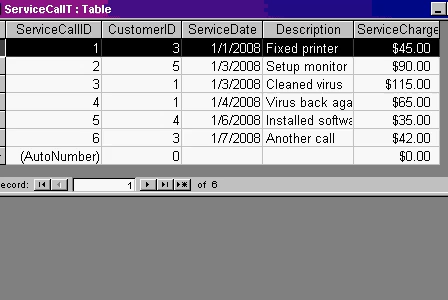 ServiceCallT : Table
ServiceCallID CustomerID ServiceDate Description ServiceCharge
1 3 1/1/2008 Fixed printer $45.00
2 5 1/3/2008 Setup monitor $90.00
3 1 1/3/2008 Cleaned virus $115.00
4 1 1/4/2008 Virus back aga $65.00
5 4 1/6/2008 Installed softwa $35.00
6 3 1/7/2008 Another call $42.00
(AutoNumber) 0 $0.00
ecord: 1 of 6